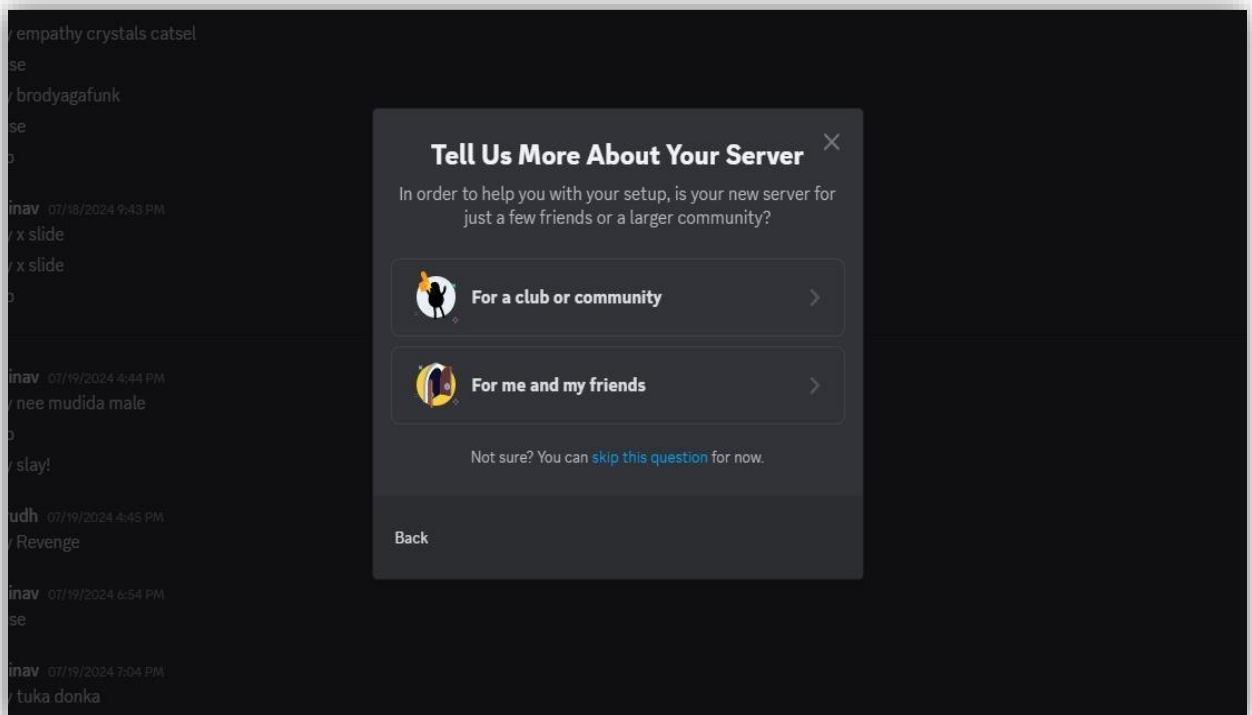 y empathy crystals catsel
se
y brodyagafunk
se
inav 07/18/2024 9:43 PM
y x slide
y x slide
inav 07/19/2024 4:44 PM
y nee mudida male
y slay!
udh 07/19/2024 4:45 PM
y Revenge
inav 07/19/2024 6:54 PM
se
inav 07/19/2024 7:04 PM
y tuka donka
Tell Us More About Your Server
In order to help you with your setup, is your new server for
just a few friends or a larger community?
For a club or community
For me and my friends
Not sure? You can skip this question for now.
Back